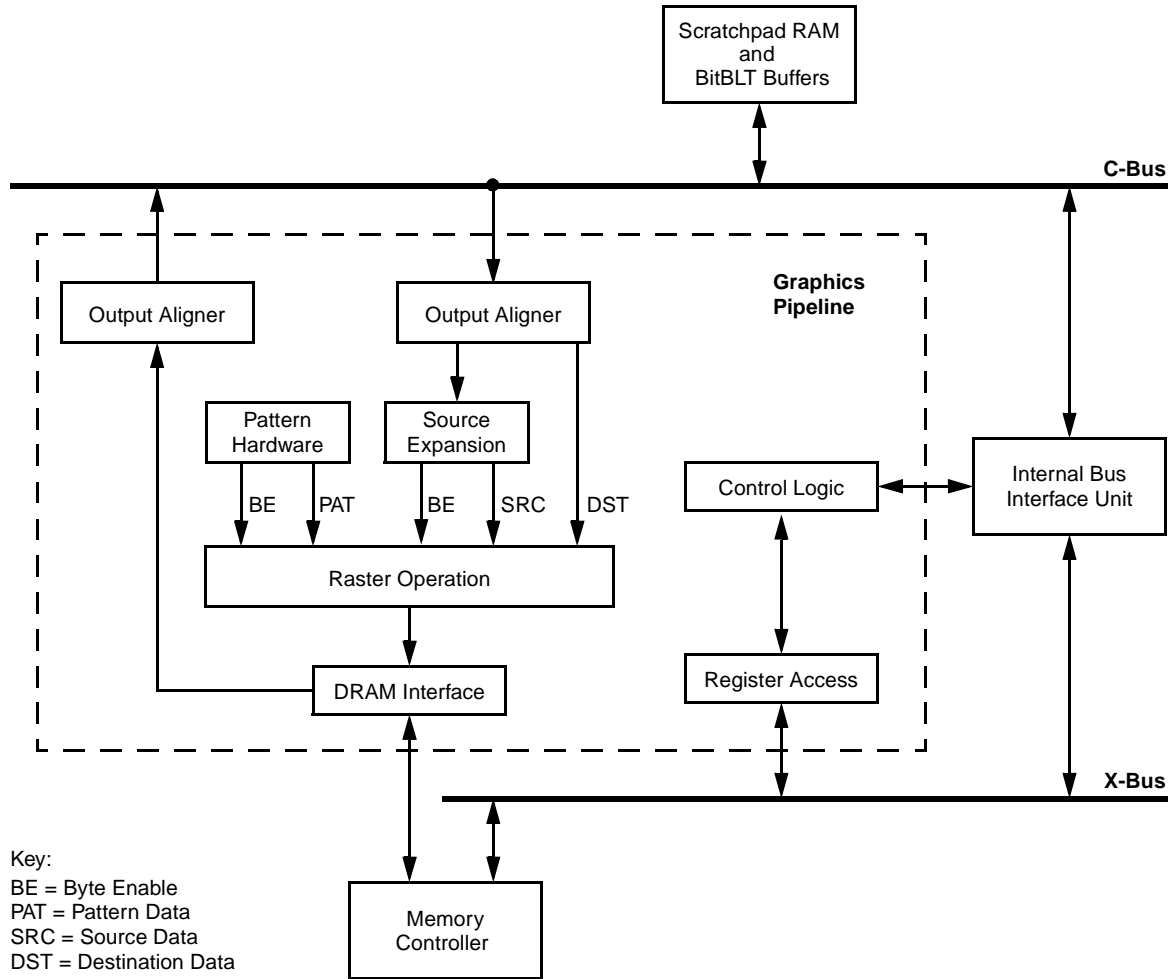 Scratchpad RAM
and
BitBLT Buffers
C-Bus
Graphics
Pipeline
Output Aligner
Output Aligner
Pattern
Hardware
Source
Expansion
Control Logic
Internal Bus
Interface Unit
BE
PAT
BE
SRC
DST
Raster Operation
DRAM Interface
Register Access
X-Bus
Key:
BE = Byte Enable
PAT = Pattern Data
SRC = Source Data
DST = Destination Data
Memory
Controller